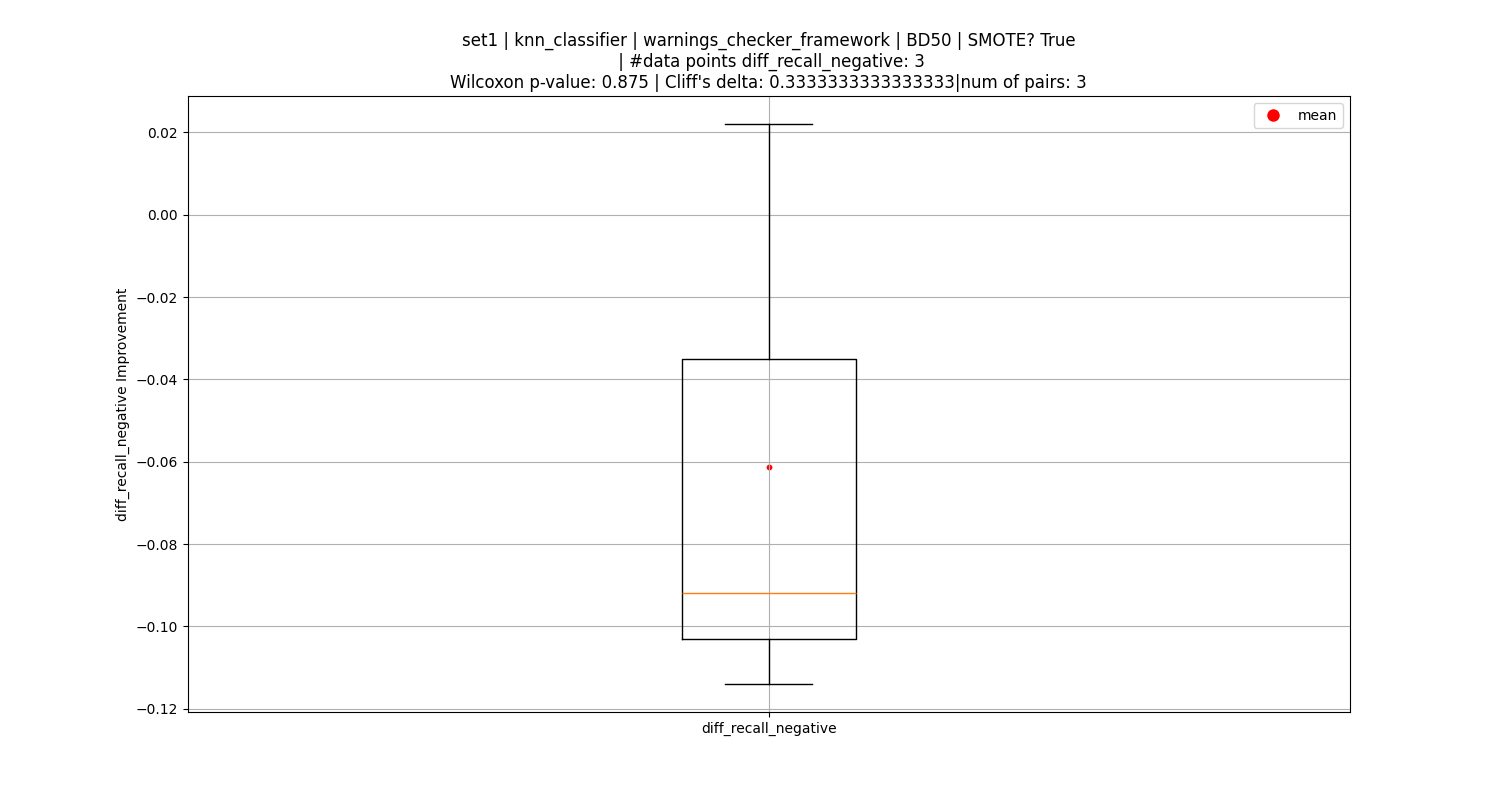 set1 | knn_classifier | warnings_checker_framework | BD50 | SMOTE? True
| #data points diff_recall_negative: 3
Wilcoxon p-value: 0.875 | Cliff's delta: 0.3333333333333333|num of pairs: 3
mean
0.02
0.00
−0.02
−0.04
−0.06
−0.08
−0.10
−0.12
diff_recall_negative Improvement
diff_recall_negative